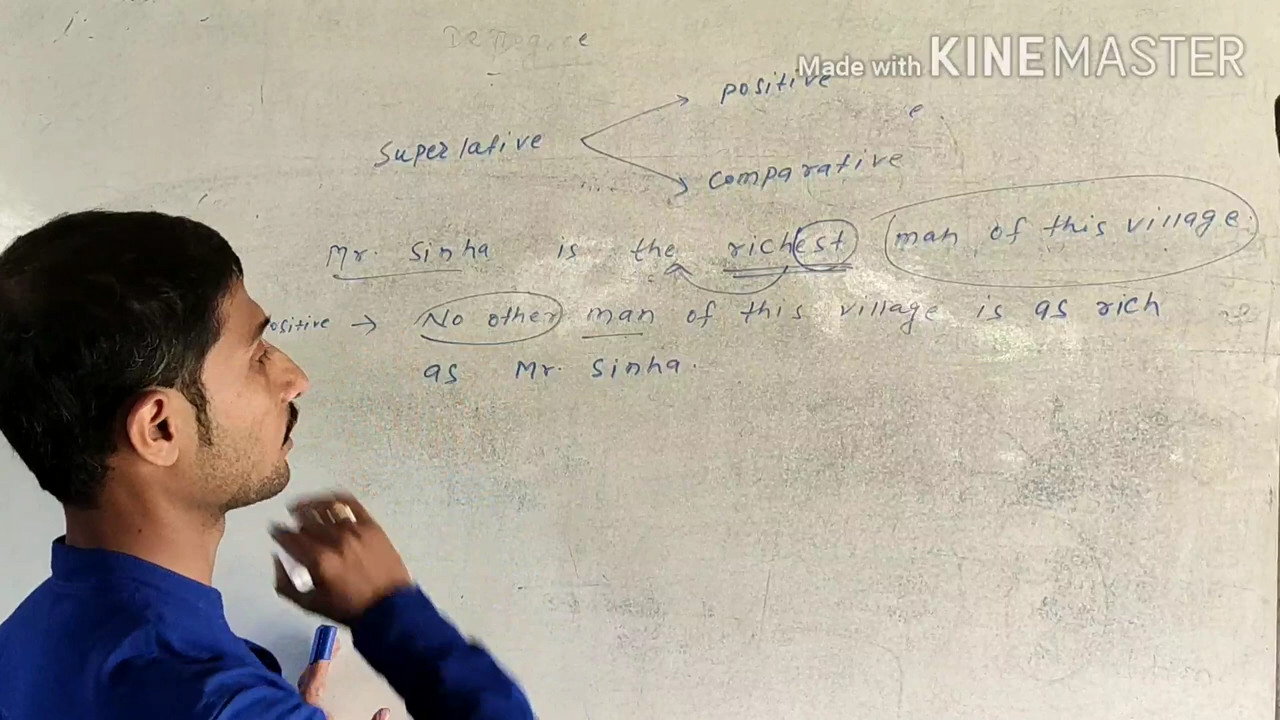 Made with KINEMASTER
positive
e
superlative
comparative
Mr. Sinha is the richest man of this village.
ositive → No other man of this village is as rich
as Mr. Sinha.